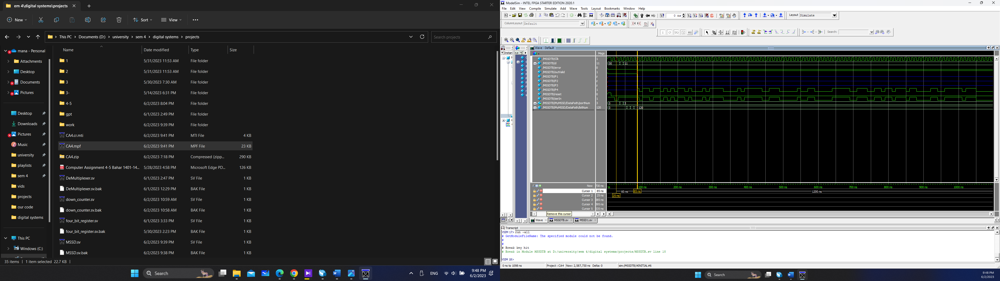 sem 4\digital systems\projects
New
Sort
View
This PC > Documents (D:) > university > sem 4 > digital systems > projects
Search projects
mana - Personal
Attachments
Desktop
Documents
Pictures
Desktop
Downloads
Pictures
Music
university
playlists
sem 4
vids
projects
our code
digital systems
This PC
Windows (C:)
Name Date modified Type Size
1 5/31/2023 11:53 AM File folder
2 5/31/2023 11:53 AM File folder
3 5/30/2023 7:30 AM File folder
3- 5/14/2023 6:31 PM File folder
4-5 6/2/2023 8:04 PM File folder
gpt 6/1/2023 2:49 PM File folder
work 6/2/2023 9:39 PM File folder
CA4.cr.mti 6/2/2023 9:41 PM MTI File 4 KB
CA4.mpf 6/2/2023 9:41 PM MPF File 23 KB
CA4.zip 6/2/2023 7:18 PM Compressed (zipp... 290 KB
Computer Assignment 4-5 Bahar 1401-14... 5/28/2023 4:58 PM Microsoft Edge PD... 126 KB
DeMultiplexer.sv 6/1/2023 2:47 PM SV File 1 KB
DeMultiplexer.sv.bak 6/1/2023 12:29 PM BAK File 1 KB
down_counter.sv 6/2/2023 10:59 AM SV File 1 KB
down_counter.sv.bak 6/2/2023 10:58 AM BAK File 1 KB
four_bit_register.sv 6/1/2023 3:33 PM SV File 1 KB
four_bit_register.sv.bak 5/30/2023 2:23 PM BAK File 1 KB
MSSD.sv 6/2/2023 9:39 PM SV File 1 KB
MSSD.sv.bak 6/2/2023 9:38 PM BAK File 1 KB
35 items 1 item selected 22.7 KB
Search
ENG
9:48 PM
6/2/2023
ModelSim - INTEL FPGA STARTER EDITION 2020.1
File Edit View Compile Simulate Add Wave Tools Layout Bookmarks Window Help
0 ns
Layout Simulate
ColumnLayout Default
Search:
Wave - Default
Instan
Msgs
/MSSDTB/Clk 1
/MSSDTB/d 11 00 11
/MSSDTB/error 0
/MSSDTB/outValid 1
/MSSDTB/P1 z
/MSSDTB/P2 z
/MSSDTB/P3 z
/MSSDTB/P4 1
/MSSDTB/reset 0
/MSSDTB/serIn 1
/MSSDTB/MyMSSD/DataPath/portNum 3 0 3
/MSSDTB/MyMSSD/DataPath/bitNum 120 0 120
Now 730 ns
ns 100 ns 200 ns 300 ns 400 ns 500 ns 600 ns 700 ns 800 ns 900 ns 1000 ns
Cursor 1 85 ns 60 ns 85 ns 1200 ns
Cursor 2 25 ns 25 ns
Cursor 3 285 ns
Cursor 4 395 ns
Cursor 5 335 ns
Remove this cursor
Wave MSSDTB.sv MSSD1.sv
Transcript
VSIM 17> run -all
# GetModuleFileName: The specified module could not be found.
#
#
# Break key hit
# Break in Module MSSDTB at D:/university/sem 4/digital systems/projects/MSSDTB.sv line 18
VSIM 18>
0 ns to 1098 ns Project : CA4 Now: 2,587,730 ns Delta: 0 sim:/MSSDTB/#INITIAL#6
Search
9:48 PM
6/2/2023